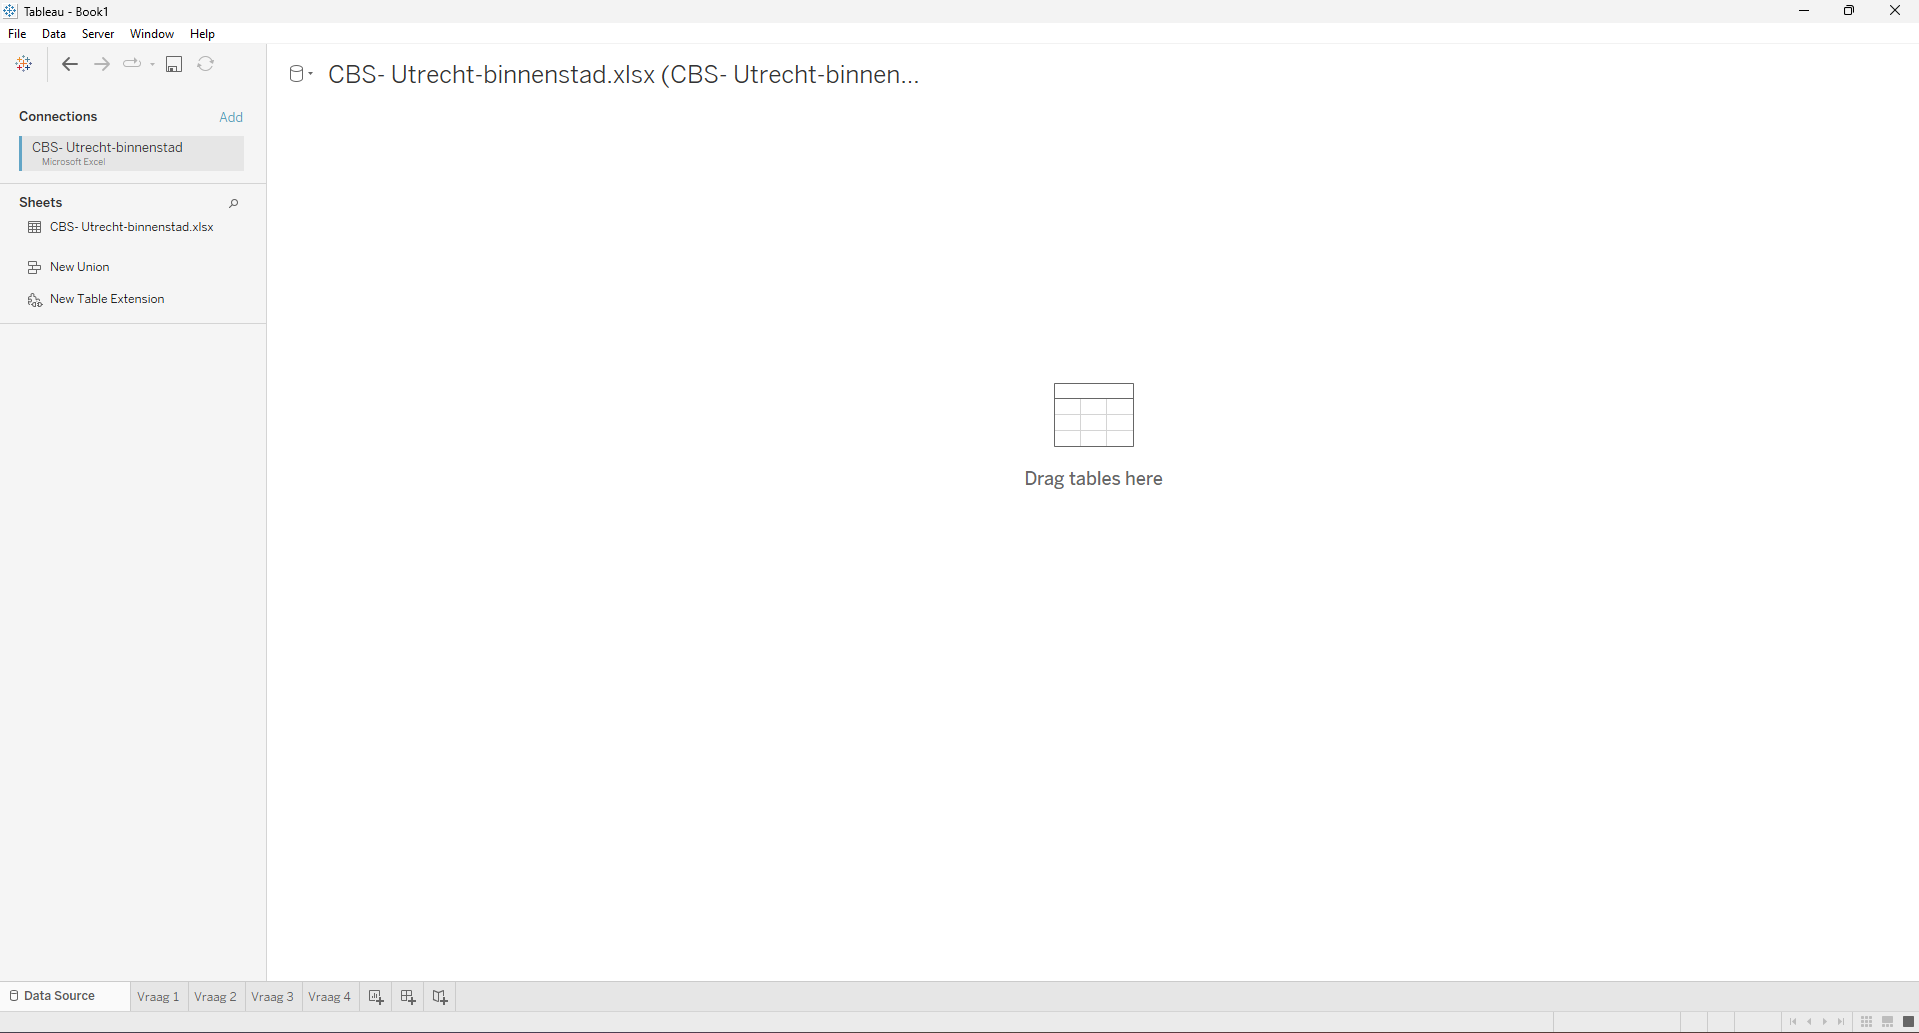 Tableau - Book1
File Data Server Window Help
CBS- Utrecht-binnenstad.xlsx (CBS- Utrecht-binnen...
Connections Add
CBS- Utrecht-binnenstad
Microsoft Excel
Sheets
CBS- Utrecht-binnenstad.xlsx
New Union
New Table Extension
Drag tables here
Data Source Vraag 1 Vraag 2 Vraag 3 Vraag 4